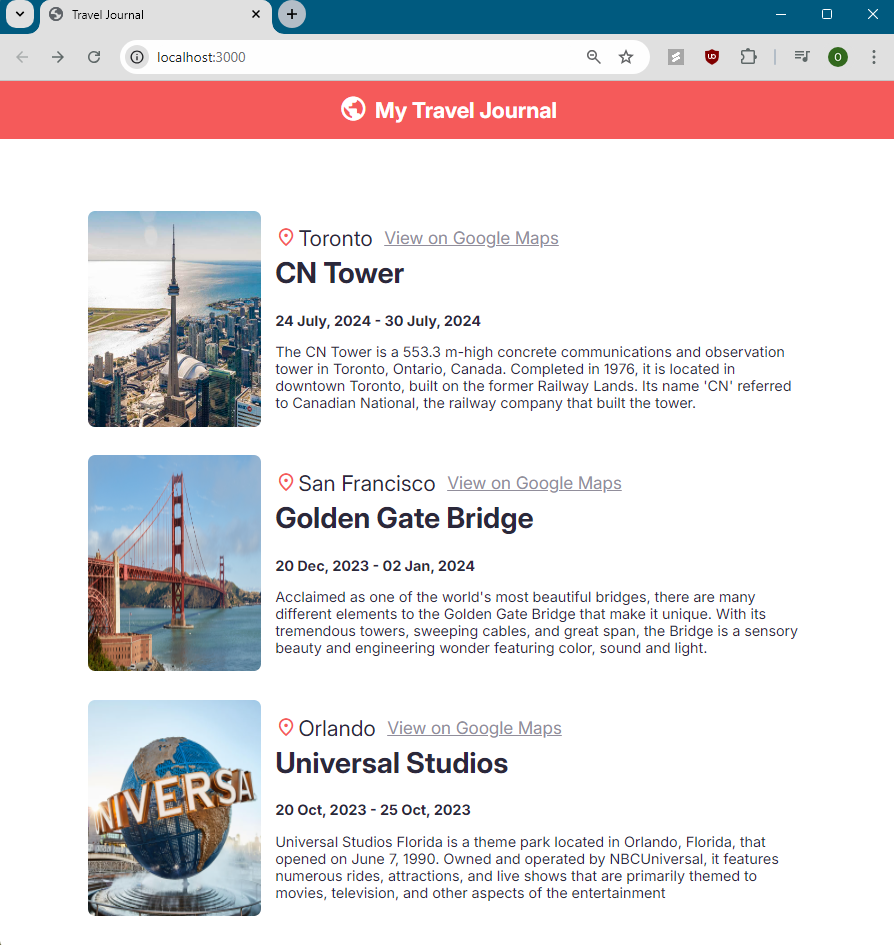 Travel Journal
localhost:3000
O
My Travel Journal
Toronto View on Google Maps
CN Tower
24 July, 2024 - 30 July, 2024
The CN Tower is a 553.3 m-high concrete communications and observation
tower in Toronto, Ontario, Canada. Completed in 1976, it is located in
downtown Toronto, built on the former Railway Lands. Its name 'CN' referred
to Canadian National, the railway company that built the tower.
San Francisco View on Google Maps
Golden Gate Bridge
20 Dec, 2023 - 02 Jan, 2024
Acclaimed as one of the world's most beautiful bridges, there are many
different elements to the Golden Gate Bridge that make it unique. With its
tremendous towers, sweeping cables, and great span, the Bridge is a sensory
beauty and engineering wonder featuring color, sound and light.
Orlando View on Google Maps
NIVERSA
Universal Studios
20 Oct, 2023 - 25 Oct, 2023
Universal Studios Florida is a theme park located in Orlando, Florida, that
opened on June 7, 1990. Owned and operated by NBCUniversal, it features
numerous rides, attractions, and live shows that are primarily themed to
movies, television, and other aspects of the entertainment